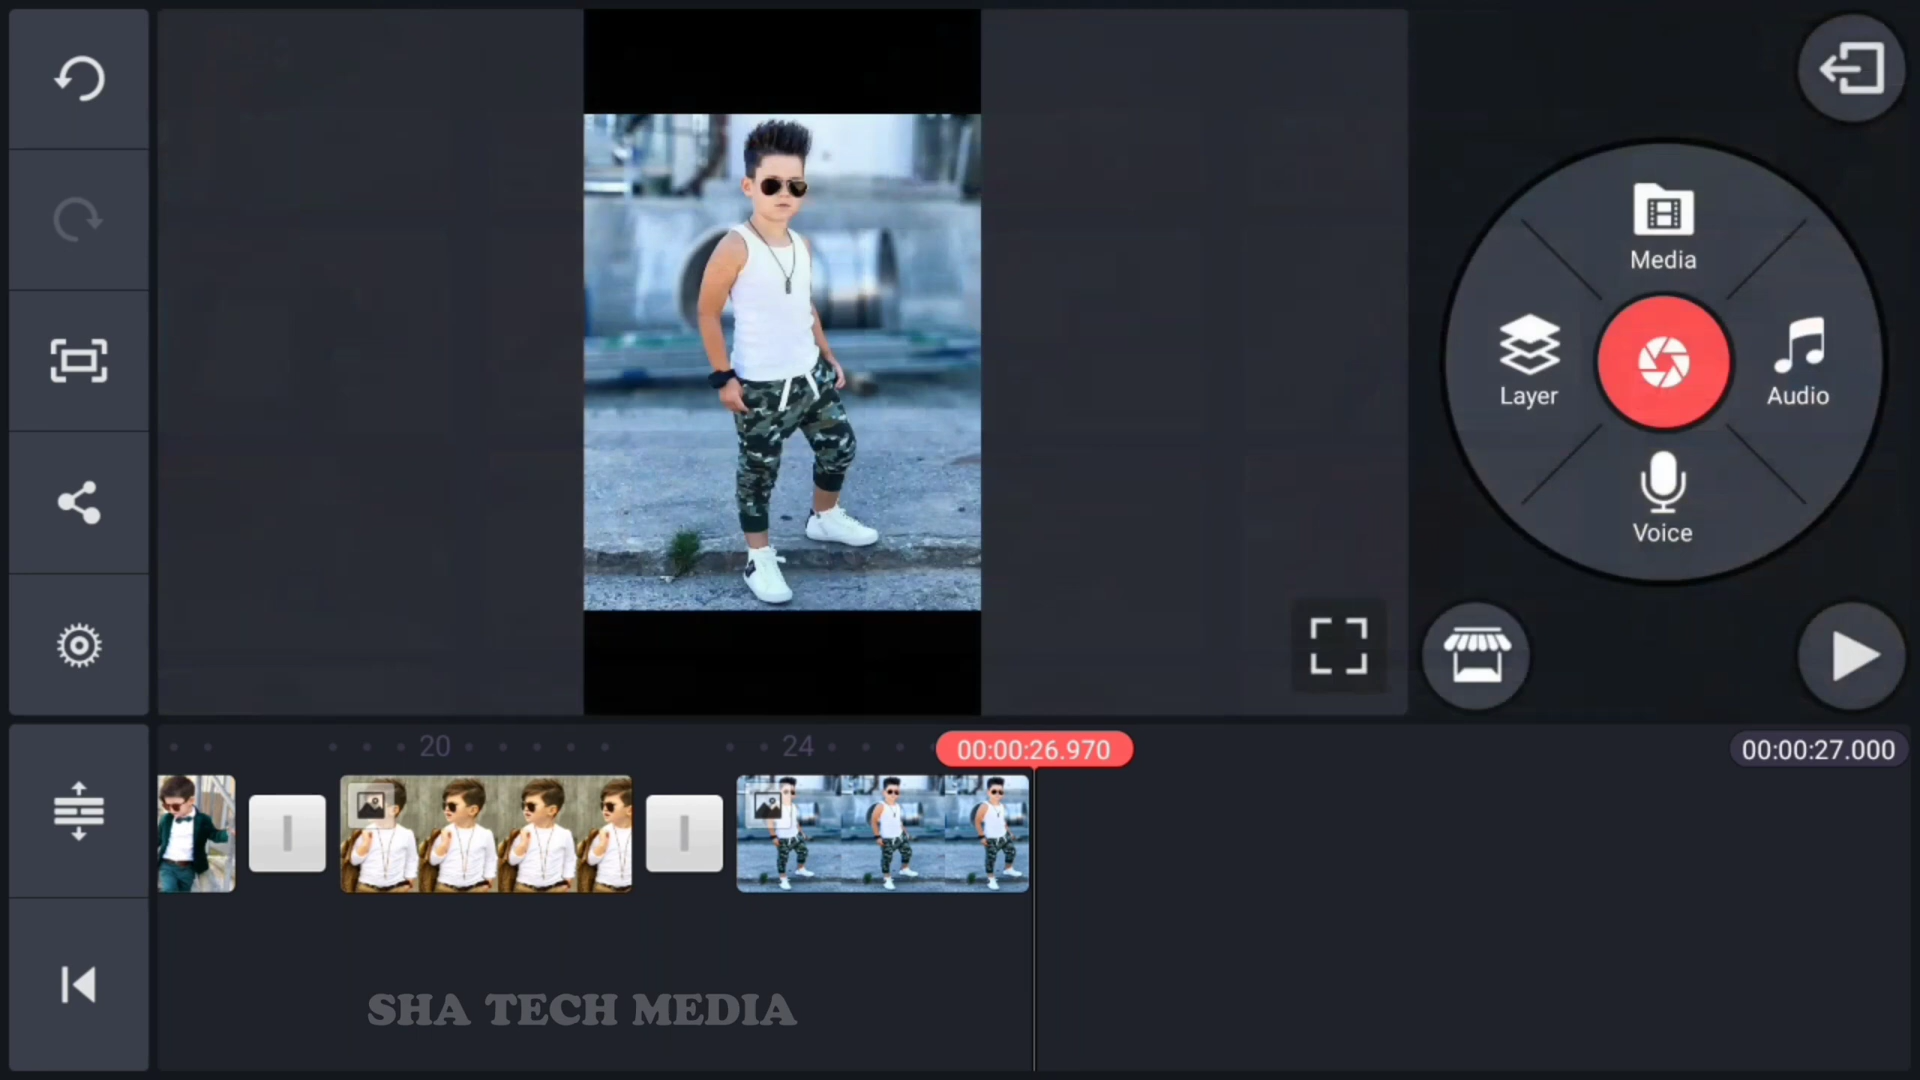 Media
Layer
Audio
Voice
20
24
00:00:26.970
00:00:27.000
SHA TECH MEDIA